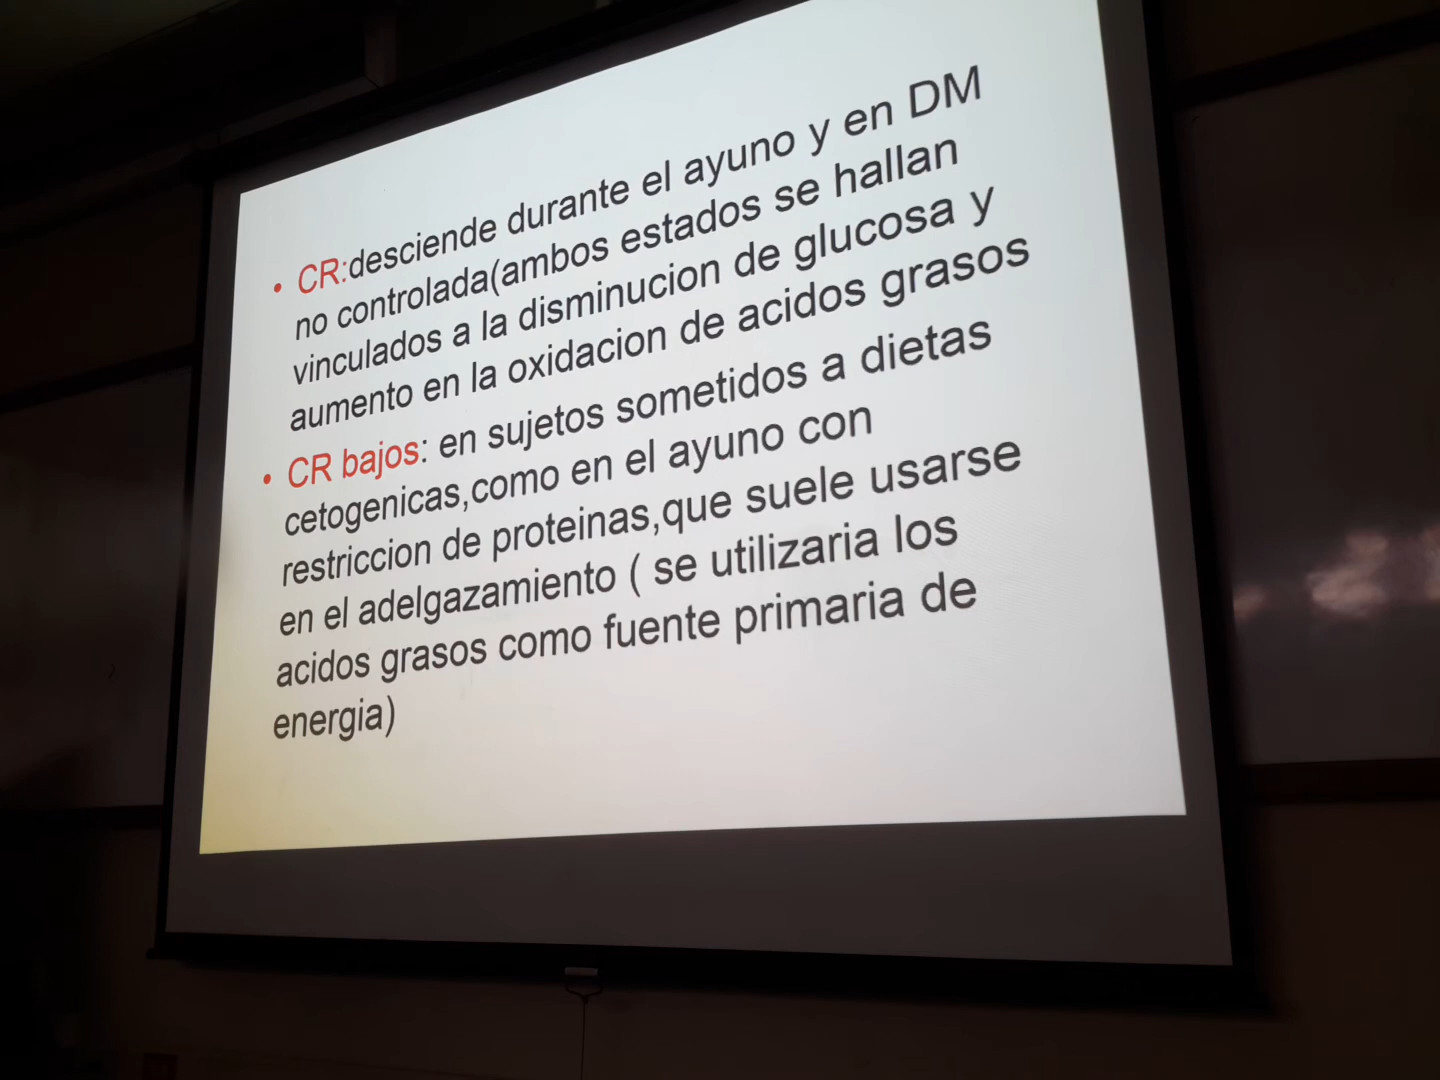 • CR:desciende durante el ayuno y en DM
no controlada(ambos estados se hallan
vinculados a la disminucion de glucosa y
aumento en la oxidacion de acidos grasos
• CR bajos: en sujetos sometidos a dietas
cetogenicas,como en el ayuno con
restriccion de proteinas,que suele usarse
en el adelgazamiento ( se utilizaria los
acidos grasos como fuente primaria de
energia)